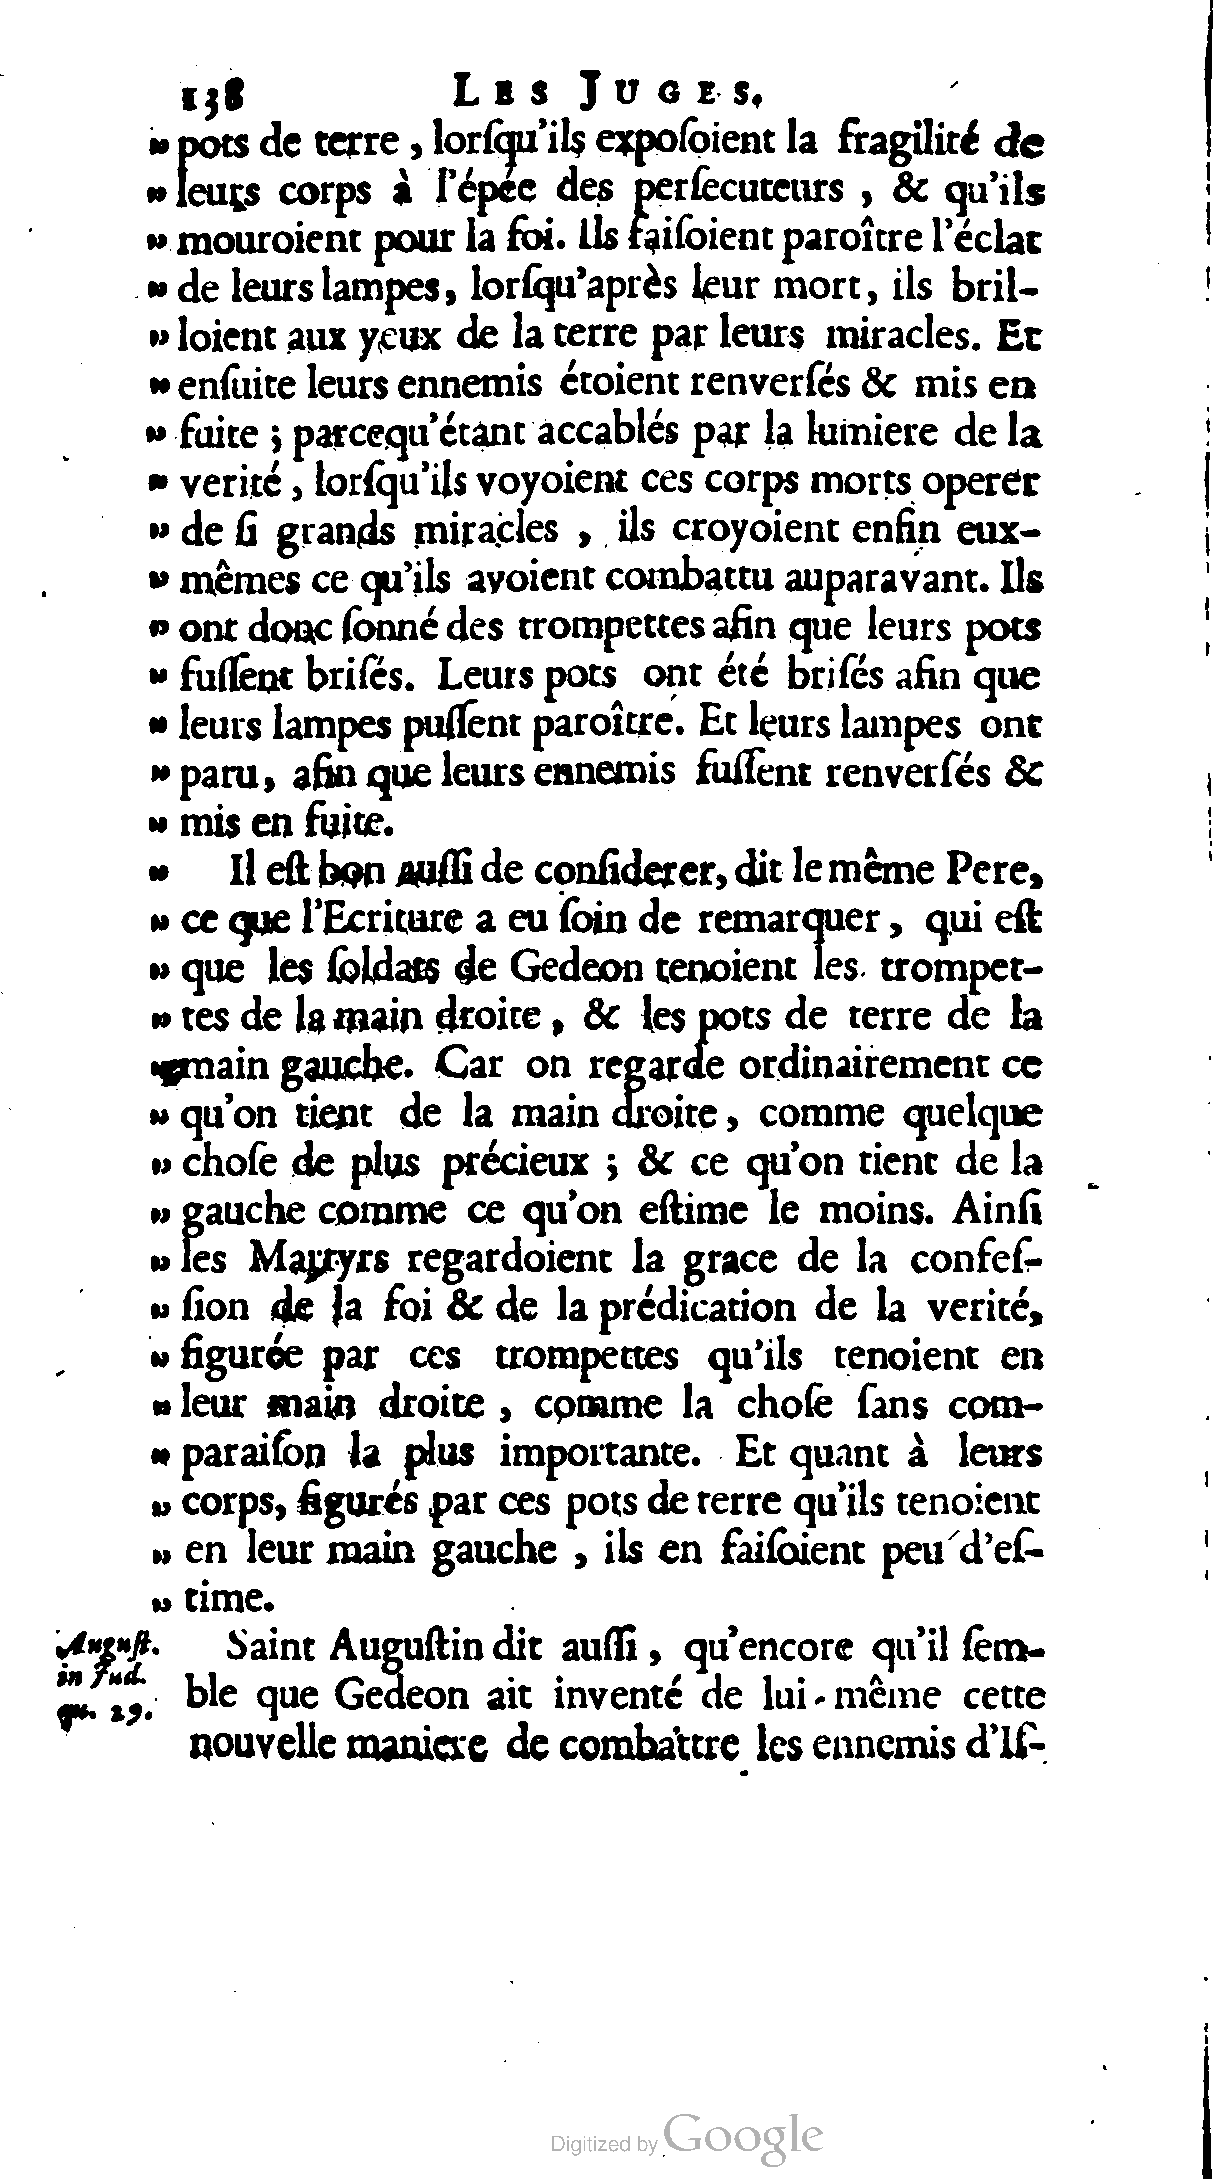 138 LES JUGES.
„ pots de terre, lorſqu'ils expoſoient la fragilité de
„ leurs corps à l'épée des perſecuteurs, & qu'ils
„ mouroient pour la foi. Ils faiſoient paroître l'éclat
„ de leurs lampes, lorſqu'après leur mort, ils bril-
„ loient aux yeux de la terre par leurs miracles. Et
„ enſuite leurs ennemis étoient renverſés & mis en
„ fuite; parcequ'étant accablés par la lumiere de la
„ verité, lorſqu'ils voyoient ces corps morts operer
„ de ſi grands miracles, ils croyoient enfin eux-
„ mêmes ce qu'ils avoient combattu auparavant. Ils
„ ont donc ſonné des trompettes afin que leurs pots
„ fuſſent briſés. Leurs pots ont été briſés afin que
„ leurs lampes puſſent paroître. Et leurs lampes ont
„ paru, afin que leurs ennemis fuſſent renverſés &
„ mis en fuite.
„ Il eſt bon auſſi de conſiderer, dit le même Pere,
„ ce que l'Ecriture a eu ſoin de remarquer, qui eſt
„ que les ſoldats de Gedeon tenoient les trompet-
„ tes de la main droite, & les pots de terre de la
„ main gauche. Car on regarde ordinairement ce
„ qu'on tient de la main droite, comme quelque
„ choſe de plus précieux; & ce qu'on tient de la
„ gauche comme ce qu'on eſtime le moins. Ainſi
„ les Martyrs regardoient la grace de la confeſ-
„ ſion de la foi & de la prédication de la verité,
„ figurée par ces trompettes qu'ils tenoient en
„ leur main droite, comme la choſe ſans com-
„ paraiſon la plus importante. Et quant à leurs
„ corps, figurés par ces pots de terre qu'ils tenoient
„ en leur main gauche, ils en faiſoient peu d'eſ-
„ time.
Auguſt.
in Jud.
qu. 29.
Saint Auguſtin dit auſſi, qu'encore qu'il ſem-
ble que Gedeon ait inventé de lui-même cette
nouvelle maniere de combattre les ennemis d'Iſ-
Digitized by Google